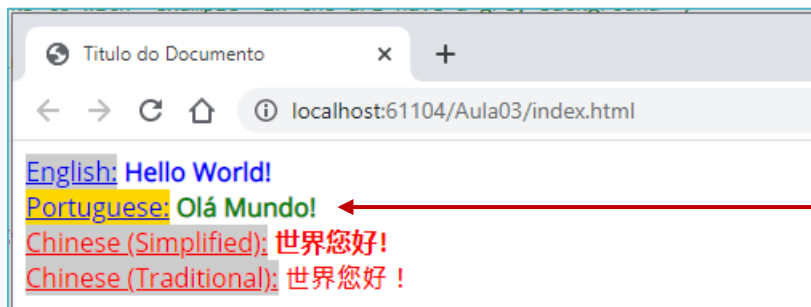 Titulo do Documento
localhost:61104/Aula03/index.html
English: Hello World!
Portuguese: Olá Mundo!
Chinese (Simplified): 世界您好!
Chinese (Traditional): 世界您好！